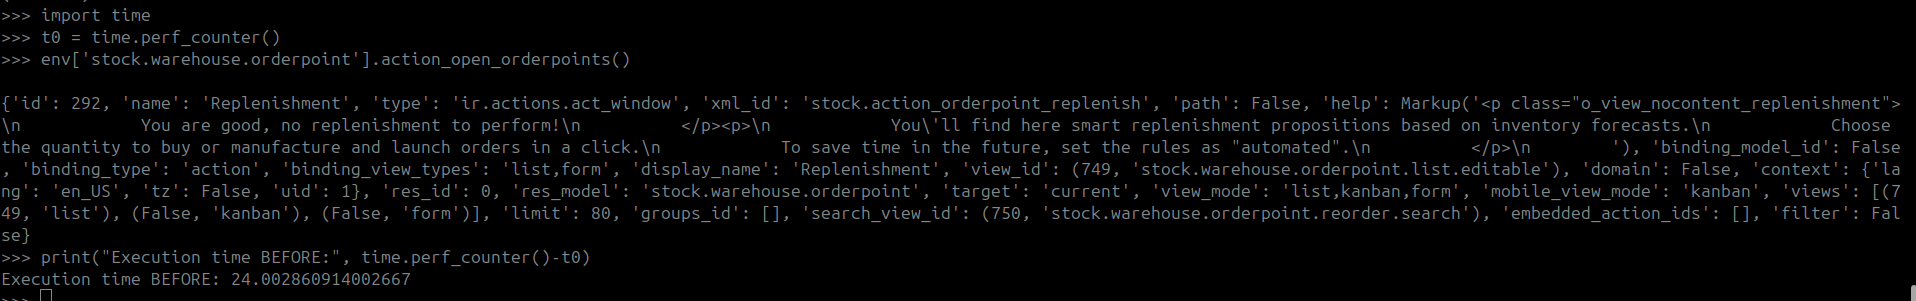 >>> import time
>>> t0 = time.perf_counter()
>>> env['stock.warehouse.orderpoint'].action_open_orderpoints()
{'id': 292, 'name': 'Replenishment', 'type': 'ir.actions.act_window', 'xml_id': 'stock.action_orderpoint_replenish', 'path': False, 'help': Markup('<p class="o_view_nocontent_replenishment">
\n            You are good, no replenishment to perform!\n          </p><p>\n            You\'ll find here smart replenishment propositions based on inventory forecasts.\n            Choose
the quantity to buy or manufacture and launch orders in a click.\n            To save time in the future, set the rules as "automated".\n          </p>\n        '), 'binding_model_id': False
, 'binding_type': 'action', 'binding_view_types': 'list,form', 'display_name': 'Replenishment', 'view_id': (749, 'stock.warehouse.orderpoint.list.editable'), 'domain': False, 'context': {'la
ng': 'en_US', 'tz': False, 'uid': 1}, 'res_id': 0, 'res_model': 'stock.warehouse.orderpoint', 'target': 'current', 'view_mode': 'list,kanban,form', 'mobile_view_mode': 'kanban', 'views': [(7
49, 'list'), (False, 'kanban'), (False, 'form')], 'limit': 80, 'groups_id': [], 'search_view_id': (750, 'stock.warehouse.orderpoint.reorder.search'), 'embedded_action_ids': [], 'filter': Fal
se}
>>> print("Execution time BEFORE:", time.perf_counter()-t0)
Execution time BEFORE: 24.002860914002667
>>>